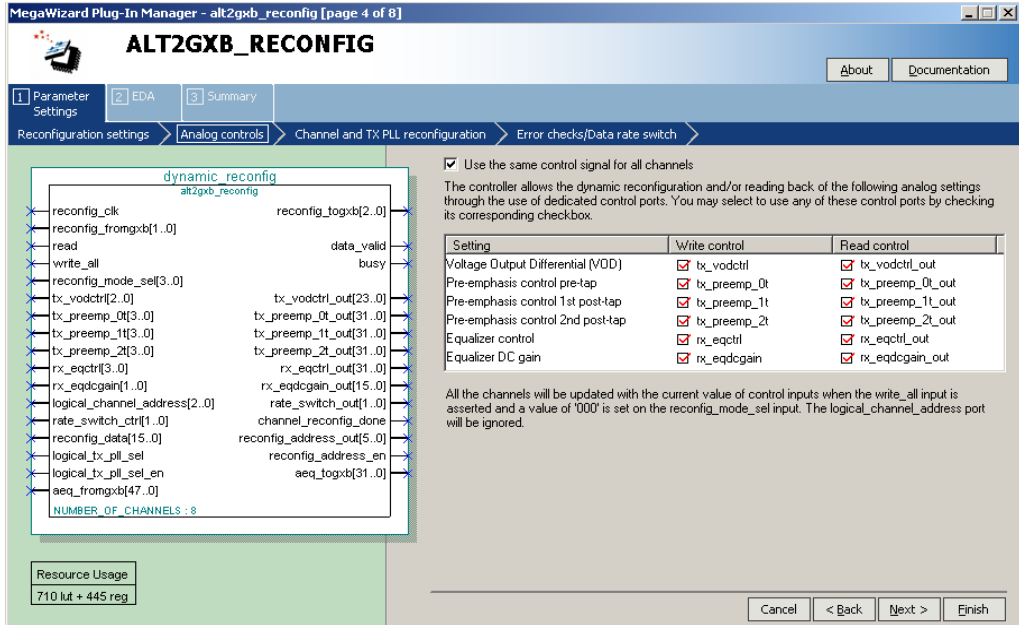 MegaWizard Plug-In Manager - alt2gxb_reconfig [page 4 of 8]
ALT2GXB_RECONFIG
About
Documentation
1 Parameter Settings
2 EDA
3 Summary
Reconfiguration settings
Analog controls
Channel and TX PLL reconfiguration
Error checks/Data rate switch
dynamic_reconfig
alt2gxb_reconfig
reconfig_clk
reconfig_togxb[2..0]
reconfig_fromgxb[1..0]
read
data_valid
write_all
busy
reconfig_mode_sel[3..0]
tx_vodctrl[2..0]
tx_vodctrl_out[23..0]
tx_preemp_0t[3..0]
tx_preemp_0t_out[31..0]
tx_preemp_1t[3..0]
tx_preemp_1t_out[31..0]
tx_preemp_2t[3..0]
tx_preemp_2t_out[31..0]
rx_eqctrl[3..0]
rx_eqctrl_out[31..0]
rx_eqdcgain[1..0]
rx_eqdcgain_out[15..0]
logical_channel_address[2..0]
rate_switch_out[1..0]
rate_switch_ctrl[1..0]
channel_reconfig_done
reconfig_data[15..0]
reconfig_address_out[5..0]
logical_tx_pll_sel
reconfig_address_en
logical_tx_pll_sel_en
aeq_togxb[31..0]
aeq_fromgxb[47..0]
NUMBER_OF_CHANNELS : 8
Resource Usage
710 lut + 445 reg
Use the same control signal for all channels
The controller allows the dynamic reconfiguration and/or reading back of the following analog settings
through the use of dedicated control ports. You may select to use any of these control ports by checking
its corresponding checkbox.
Setting Write control Read control
Voltage Output Differential (VOD) tx_vodctrl tx_vodctrl_out
Pre-emphasis control pre-tap tx_preemp_0t tx_preemp_0t_out
Pre-emphasis control 1st post-tap tx_preemp_1t tx_preemp_1t_out
Pre-emphasis control 2nd post-tap tx_preemp_2t tx_preemp_2t_out
Equalizer control rx_eqctrl rx_eqctrl_out
Equalizer DC gain rx_eqdcgain rx_eqdcgain_out
All the channels will be updated with the current value of control inputs when the write_all input is
asserted and a value of '000' is set on the reconfig_mode_sel input. The logical_channel_address port
will be ignored.
Cancel
< Back
Next >
Finish